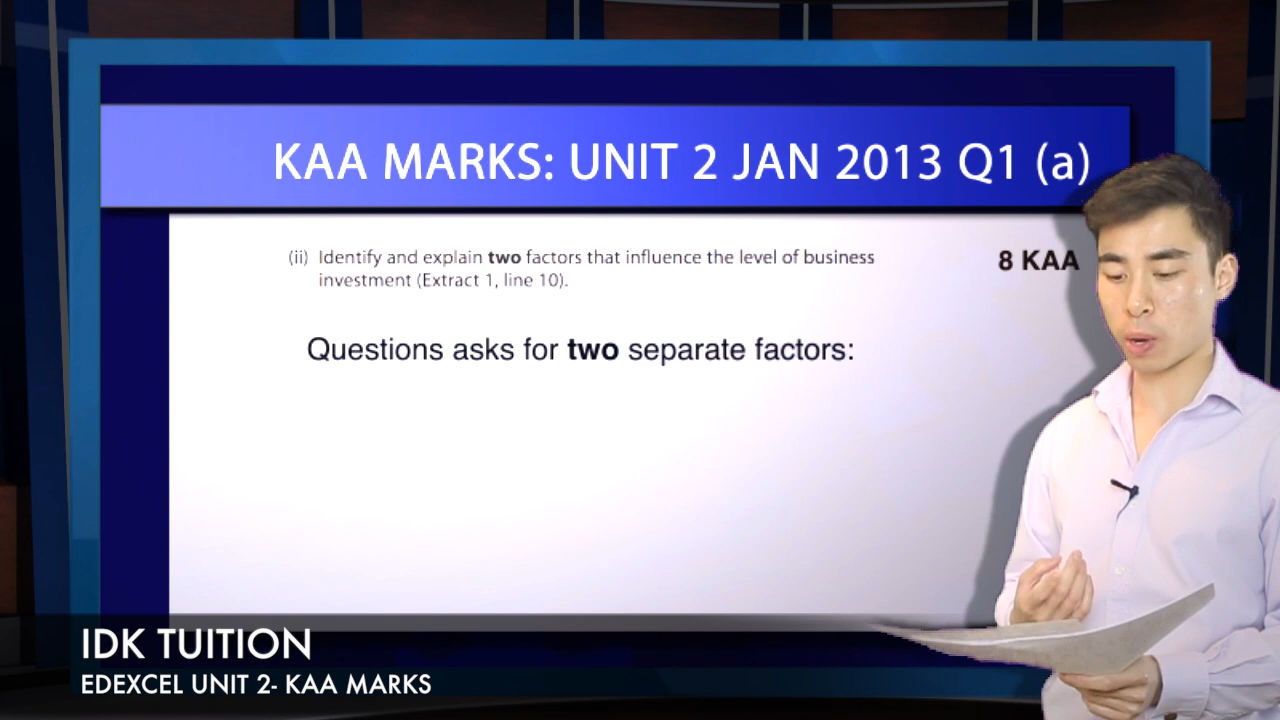 KAA MARKS: UNIT 2 JAN 2013 Q1 (a)
(ii) Identify and explain two factors that influence the level of business
investment (Extract 1, line 10).
8 KAA
Questions asks for two separate factors:
IDK TUITION
EDEXCEL UNIT 2- KAA MARKS